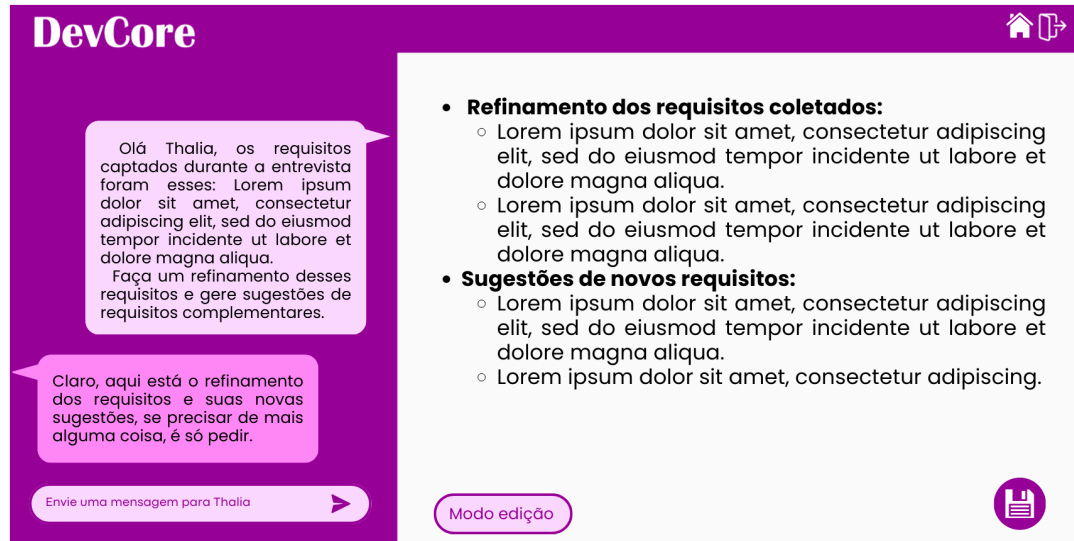 DevCore
Olá Thalia, os requisitos
captados durante a entrevista
foram esses: Lorem ipsum
dolor sit amet, consectetur
adipiscing elit, sed do eiusmod
tempor incidente ut labore et
dolore magna aliqua.
Faça um refinamento desses
requisitos e gere sugestões de
requisitos complementares.
Claro, aqui está o refinamento
dos requisitos e suas novas
sugestões, se precisar de mais
alguma coisa, é só pedir.
Envie uma mensagem para Thalia
• Refinamento dos requisitos coletados:
○ Lorem ipsum dolor sit amet, consectetur adipiscing
elit, sed do eiusmod tempor incidente ut labore et
dolore magna aliqua.
○ Lorem ipsum dolor sit amet, consectetur adipiscing
elit, sed do eiusmod tempor incidente ut labore et
dolore magna aliqua.
• Sugestões de novos requisitos:
○ Lorem ipsum dolor sit amet, consectetur adipiscing
elit, sed do eiusmod tempor incidente ut labore et
dolore magna aliqua.
○ Lorem ipsum dolor sit amet, consectetur adipiscing.
Modo edição